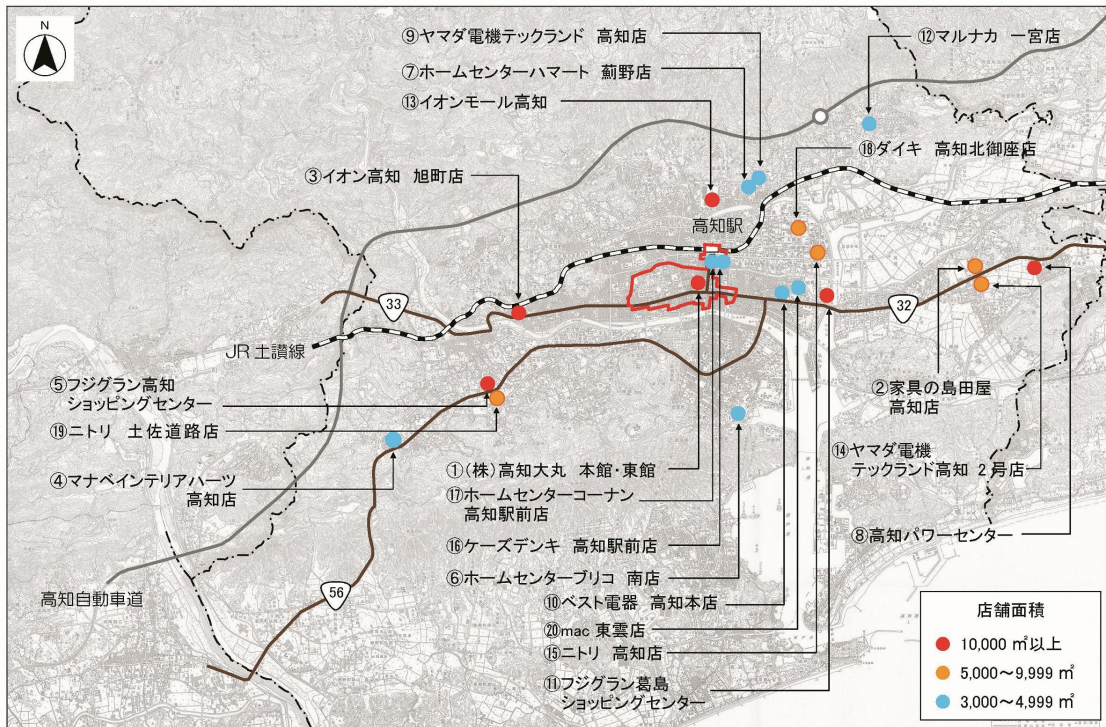 N
⑨ヤマダ電機テックランド 高知店
⑫マルナカ 一宮店
⑦ホームセンターハマート 薊野店
⑬イオンモール高知
⑱ダイキ 高知北御座店
③イオン高知 旭町店
高知駅
33
32
JR土讃線
⑤フジグラン高知
ショッピングセンター
②家具の島田屋
高知店
⑲ニトリ 土佐道路店
①(株)高知大丸 本館・東館
⑭ヤマダ電機
テックランド高知 2号店
④マナベインテリアハーツ
高知店
⑰ホームセンターコーナン
高知駅前店
⑧高知パワーセンター
⑯ケーズデンキ 高知駅前店
⑥ホームセンターブリコ 南店
高知自動車道
56
⑩ベスト電器 高知本店
⑳mac 東雲店
⑮ニトリ 高知店
⑪フジグラン葛島
ショッピングセンター
店舗面積
10,000 ㎡以上
5,000～9,999 ㎡
3,000～4,999 ㎡